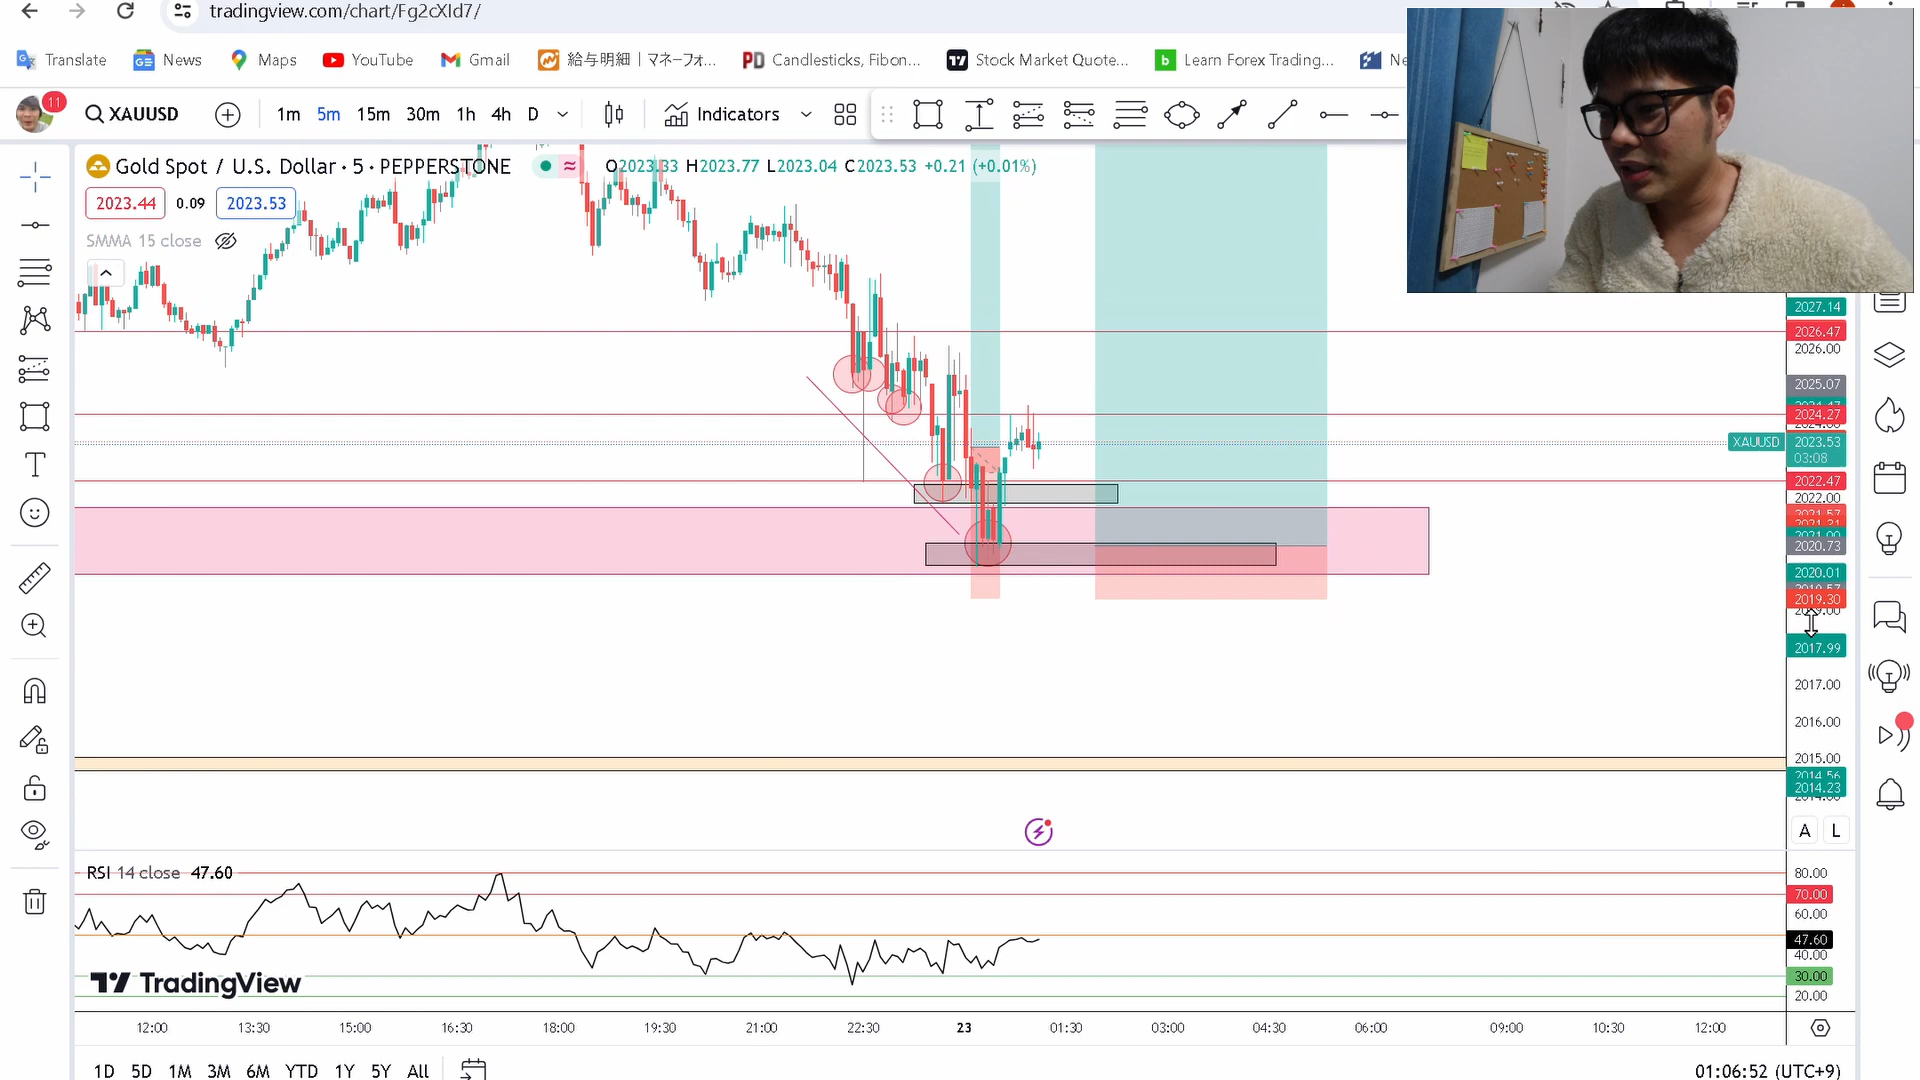 tradingview.com/chart/Fg2cXId7/
Translate News Maps YouTube Gmail 給与明細 | マネーフォ... PD Candlesticks, Fibon... Stock Market Quote... b Learn Forex Trading... Ne
11 XAUUSD 1m 5m 15m 30m 1h 4h D Indicators
Gold Spot / U.S. Dollar · 5 · PEPPERSTONE O2023.33 H2023.77 L2023.04 C2023.53 +0.21 (+0.01%)
2023.44 0.09 2023.53
SMMA 15 close
2027.14
2026.47
2026.00
2025.07
2024.27
XAUUSD 2023.53
03:08
2022.47
2022.00
2020.73
2020.01
2019.30
2017.99
2017.00
2016.00
2015.00
2014.56
2014.23
A L
RSI 14 close 47.60
80.00
70.00
60.00
47.60
40.00
30.00
20.00
TradingView
12:00 13:30 15:00 16:30 18:00 19:30 21:00 22:30 23 01:30 03:00 04:30 06:00 09:00 10:30 12:00
1D 5D 1M 3M 6M YTD 1Y 5Y All 01:06:52 (UTC+9)